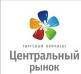 ТОРГОВЫЙ КОМПЛЕКС
Центральный
рынок